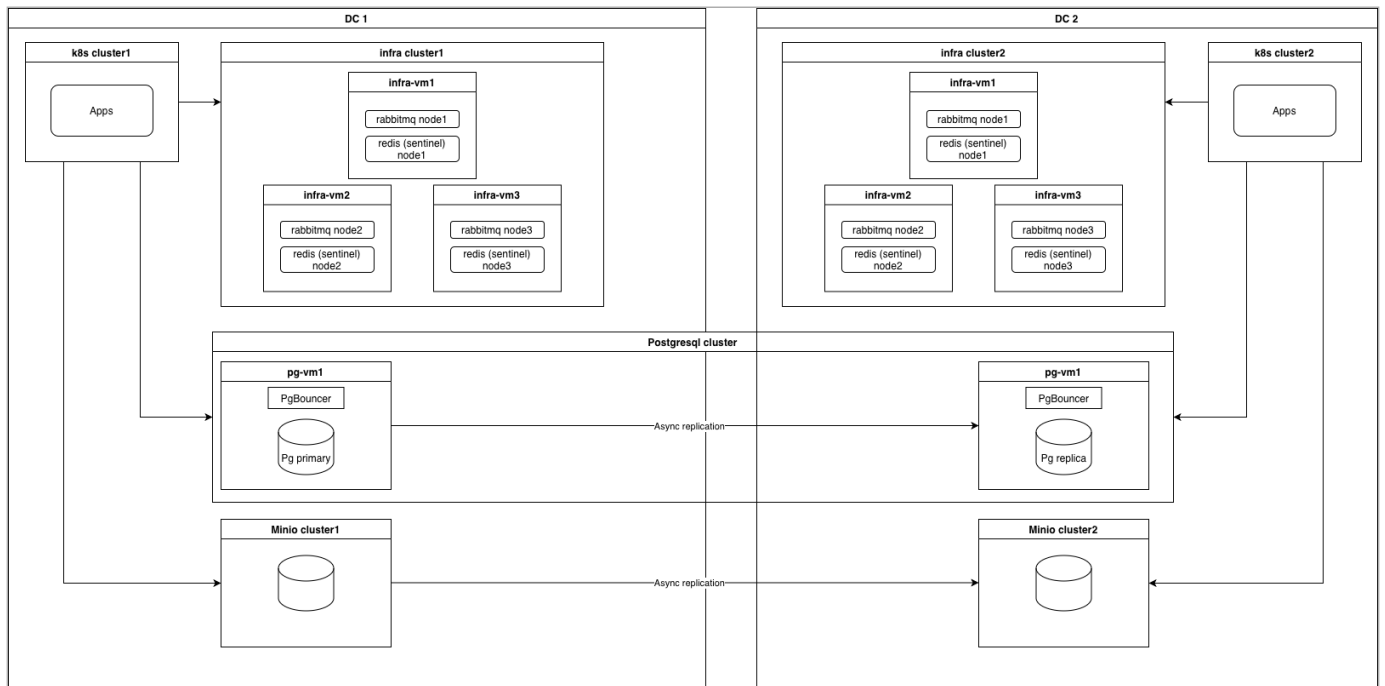 DC 1
DC 2
k8s cluster1
Apps
infra cluster1
infra-vm1
rabbitmq node1
redis (sentinel)
node1
infra-vm2
rabbitmq node2
redis (sentinel)
node2
infra-vm3
rabbitmq node3
redis (sentinel)
node3
infra cluster2
infra-vm1
rabbitmq node1
redis (sentinel)
node1
infra-vm2
rabbitmq node2
redis (sentinel)
node2
infra-vm3
rabbitmq node3
redis (sentinel)
node3
k8s cluster2
Apps
Postgresql cluster
pg-vm1
PgBouncer
Pg primary
Async replication
pg-vm1
PgBouncer
Pg replica
Minio cluster1
Async replication
Minio cluster2